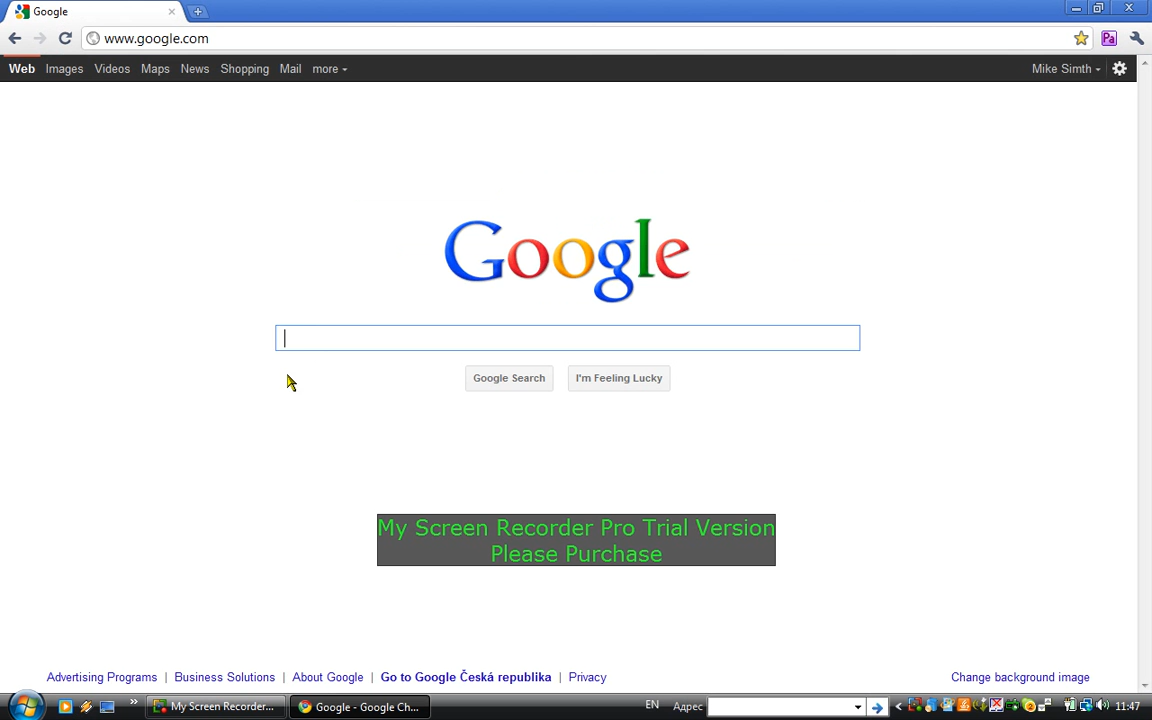 Google
www.google.com
Web Images Videos Maps News Shopping Mail more Mike Simth
Google
Google Search I'm Feeling Lucky
My Screen Recorder Pro Trial Version
Please Purchase
Advertising Programs | Business Solutions | About Google | Go to Google Česká republika | Privacy Change background image
My Screen Recorder... Google - Google Ch... EN Адрес 11:47